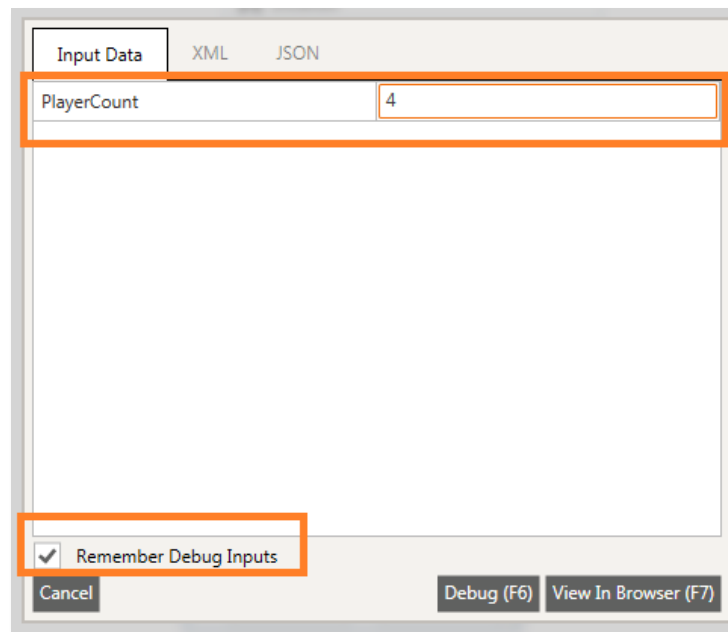 Input Data XML JSON
PlayerCount 4
Remember Debug Inputs
Cancel Debug (F6) View In Browser (F7)